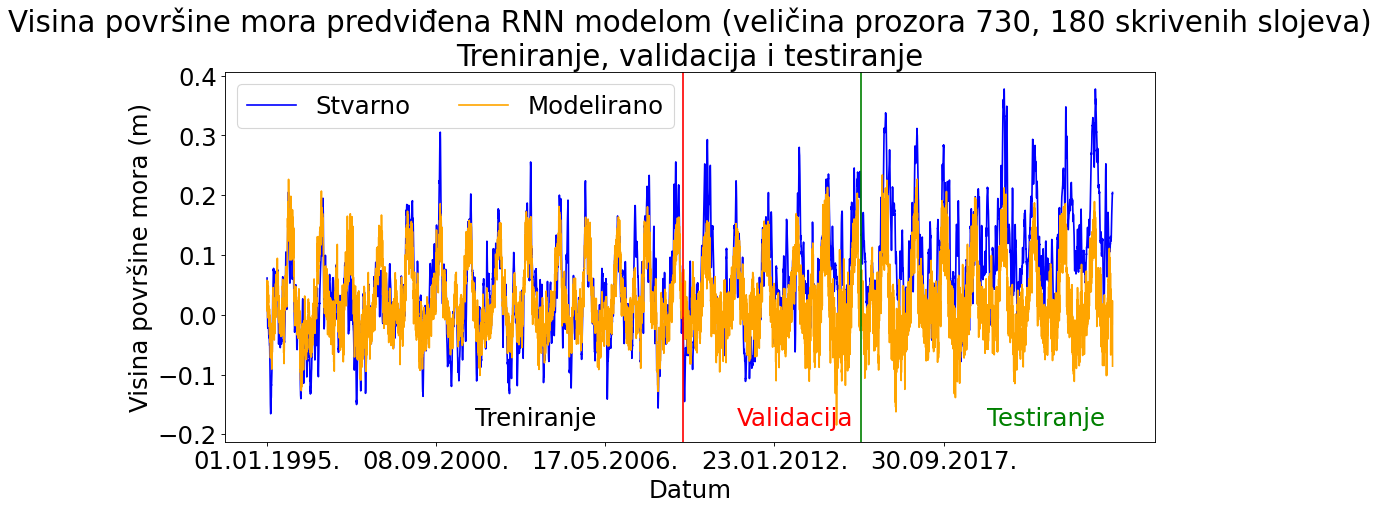 Visina površine mora predviđena RNN modelom (veličina prozora 730, 180 skrivenih slojeva)
Treniranje, validacija i testiranje
Visina površine mora (m)
0.4
0.3
0.2
0.1
0.0
−0.1
−0.2
Stvarno
Modelirano
Treniranje
Validacija
Testiranje
01.01.1995.
08.09.2000.
17.05.2006.
23.01.2012.
30.09.2017.
Datum